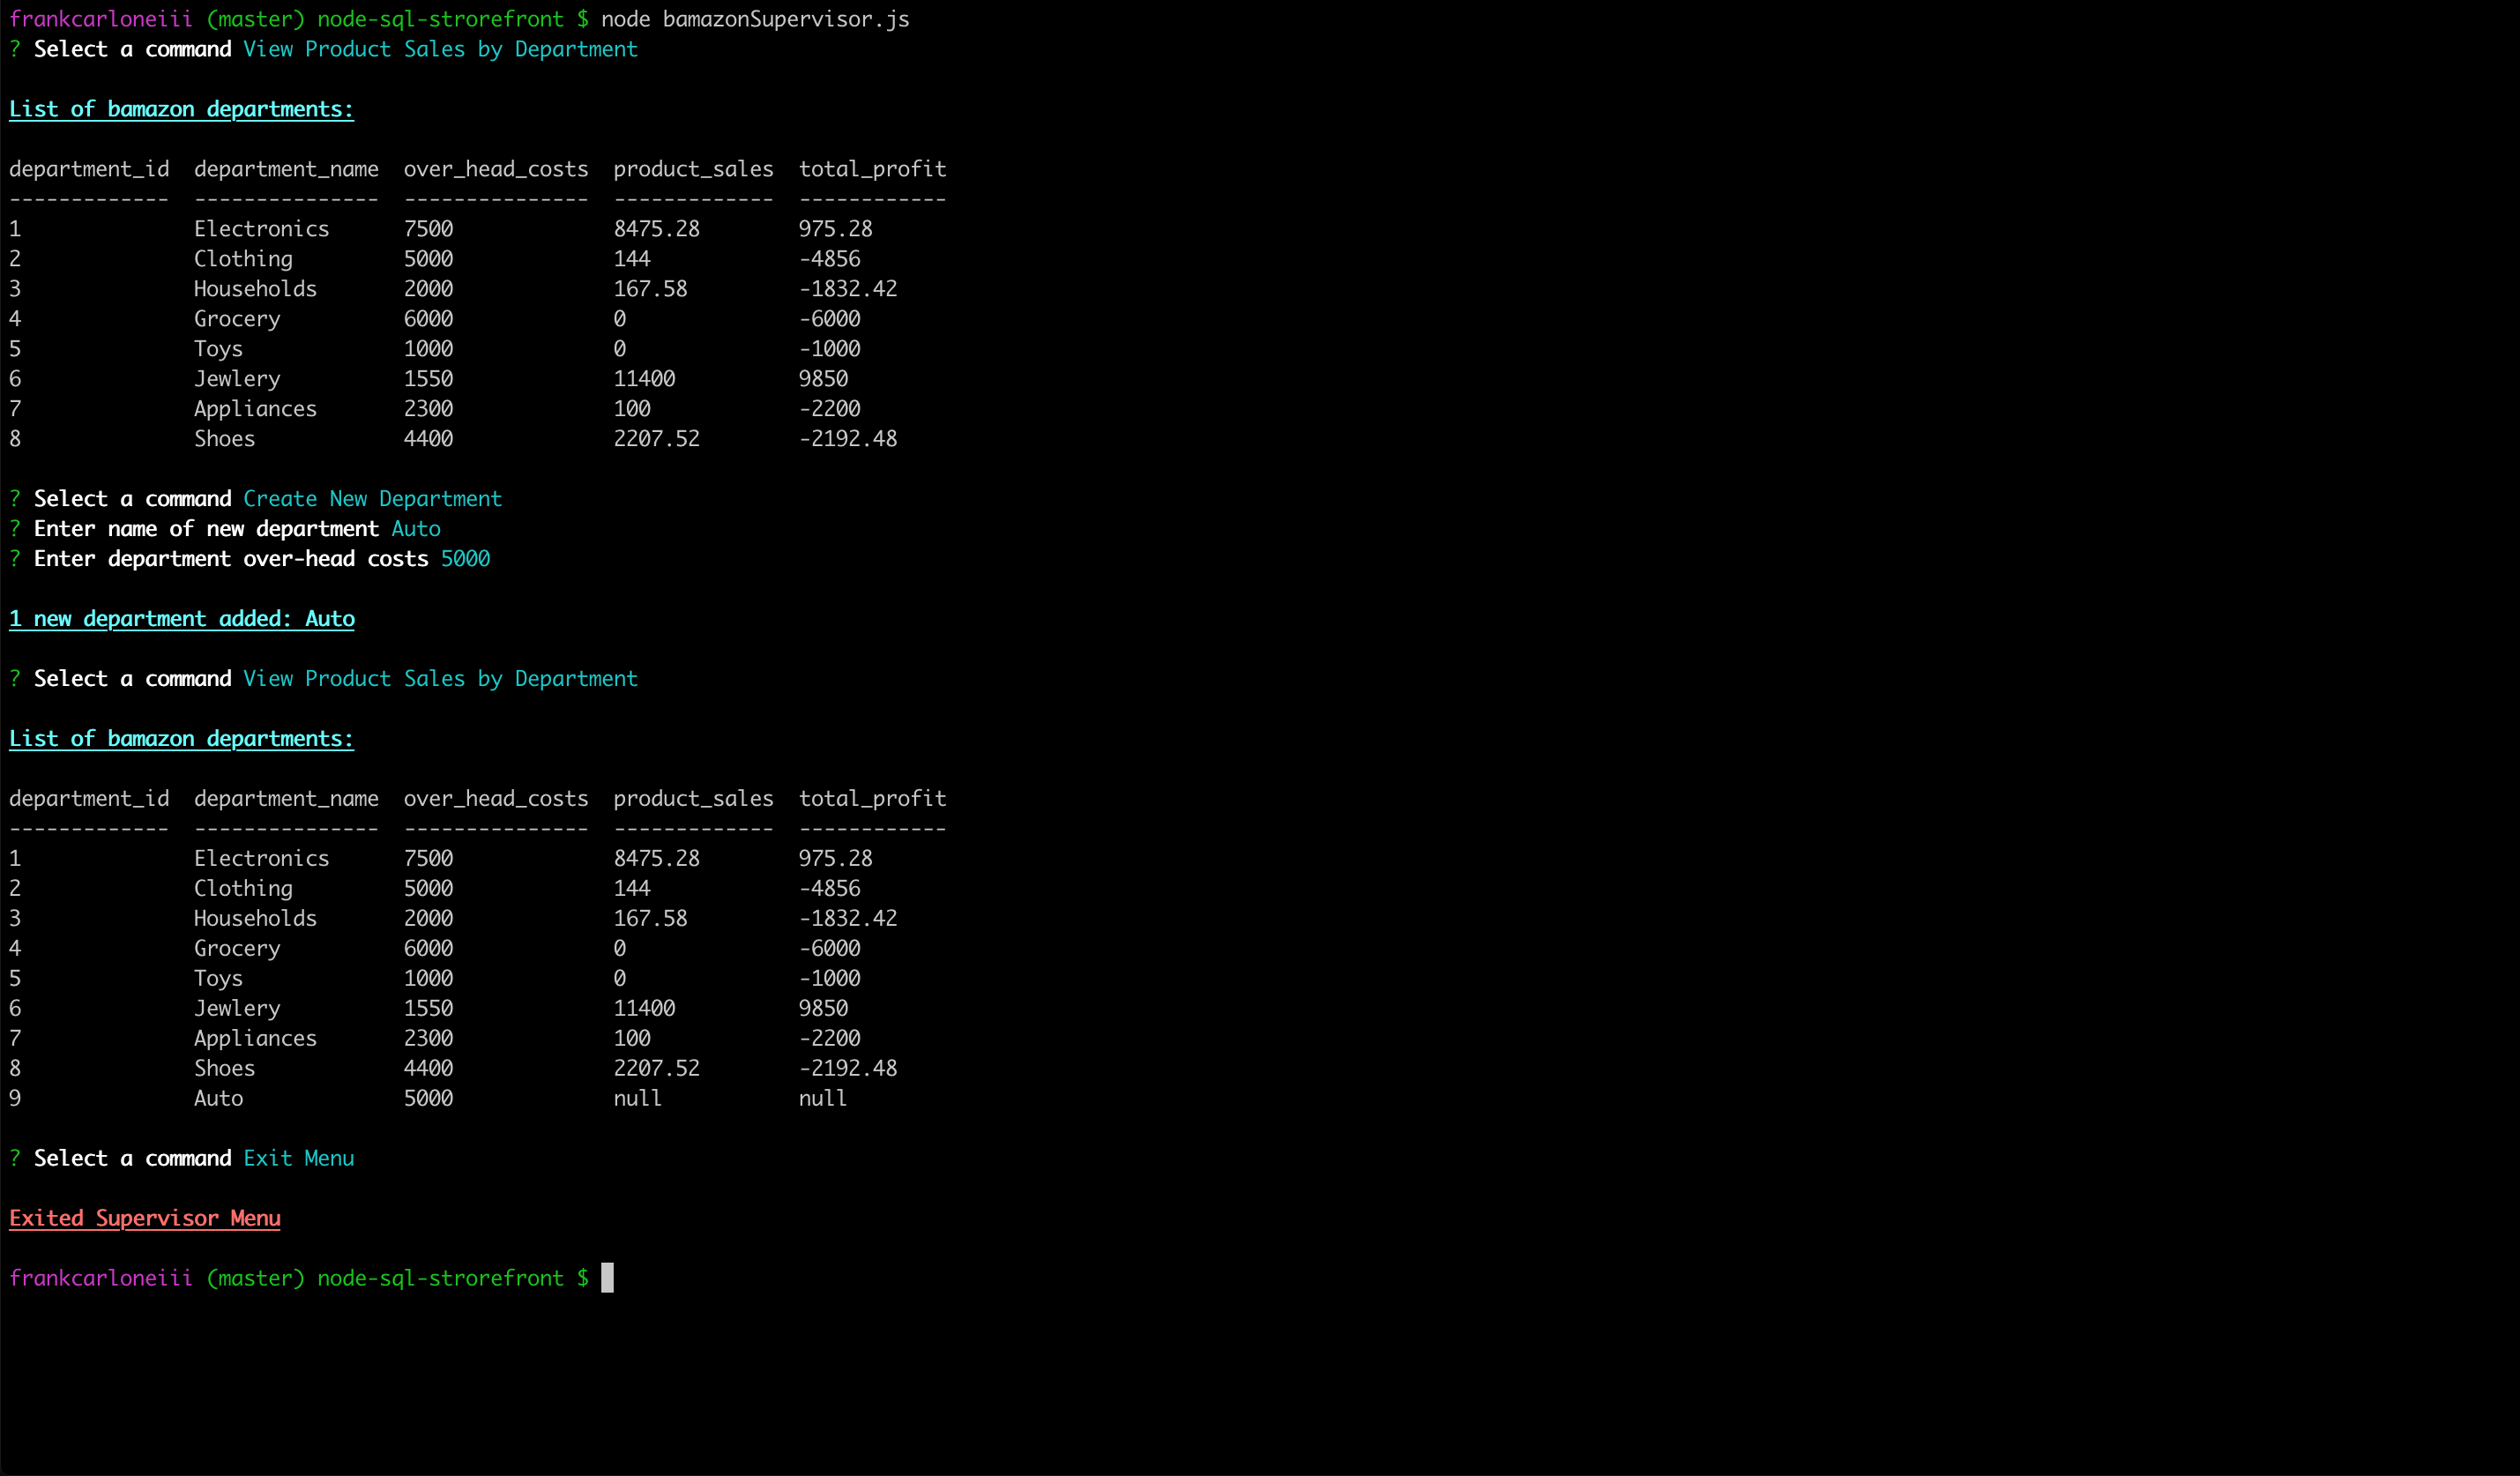 frankcarloneiii (master) node-sql-strorefront $ node bamazonSupervisor.js
? Select a command View Product Sales by Department
List of bamazon departments:
department_id  department_name  over_head_costs  product_sales  total_profit
-------------  ---------------  ---------------  -------------  ------------
1              Electronics      7500             8475.28        975.28
2              Clothing         5000             144            -4856
3              Households       2000             167.58         -1832.42
4              Grocery          6000             0              -6000
5              Toys             1000             0              -1000
6              Jewlery          1550             11400          9850
7              Appliances       2300             100            -2200
8              Shoes            4400             2207.52        -2192.48
? Select a command Create New Department
? Enter name of new department Auto
? Enter department over-head costs 5000
1 new department added: Auto
? Select a command View Product Sales by Department
List of bamazon departments:
department_id  department_name  over_head_costs  product_sales  total_profit
-------------  ---------------  ---------------  -------------  ------------
1              Electronics      7500             8475.28        975.28
2              Clothing         5000             144            -4856
3              Households       2000             167.58         -1832.42
4              Grocery          6000             0              -6000
5              Toys             1000             0              -1000
6              Jewlery          1550             11400          9850
7              Appliances       2300             100            -2200
8              Shoes            4400             2207.52        -2192.48
9              Auto             5000             null           null
? Select a command Exit Menu
Exited Supervisor Menu
frankcarloneiii (master) node-sql-strorefront $